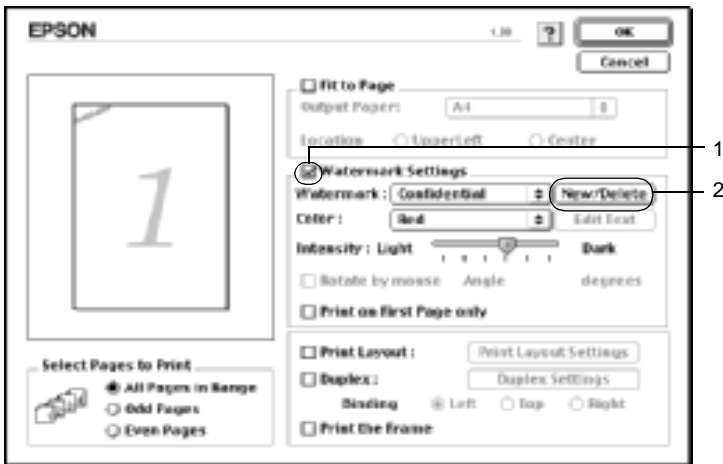 EPSON
1.30 ? OK
Cancel
Fit to Page
Output Paper: A4
Location UpperLeft Center
1
Watermark Settings
Watermark: Confidential New/Delete 2
Color: Red Edit Text
Intensity: Light Dark
Rotate by mouse Angle degrees
Print on First Page only
1
Select Pages to Print
All Pages in Range
Odd Pages
Even Pages
Print Layout: Print Layout Settings
Duplex: Duplex Settings
Binding Left Top Right
Print the Frame